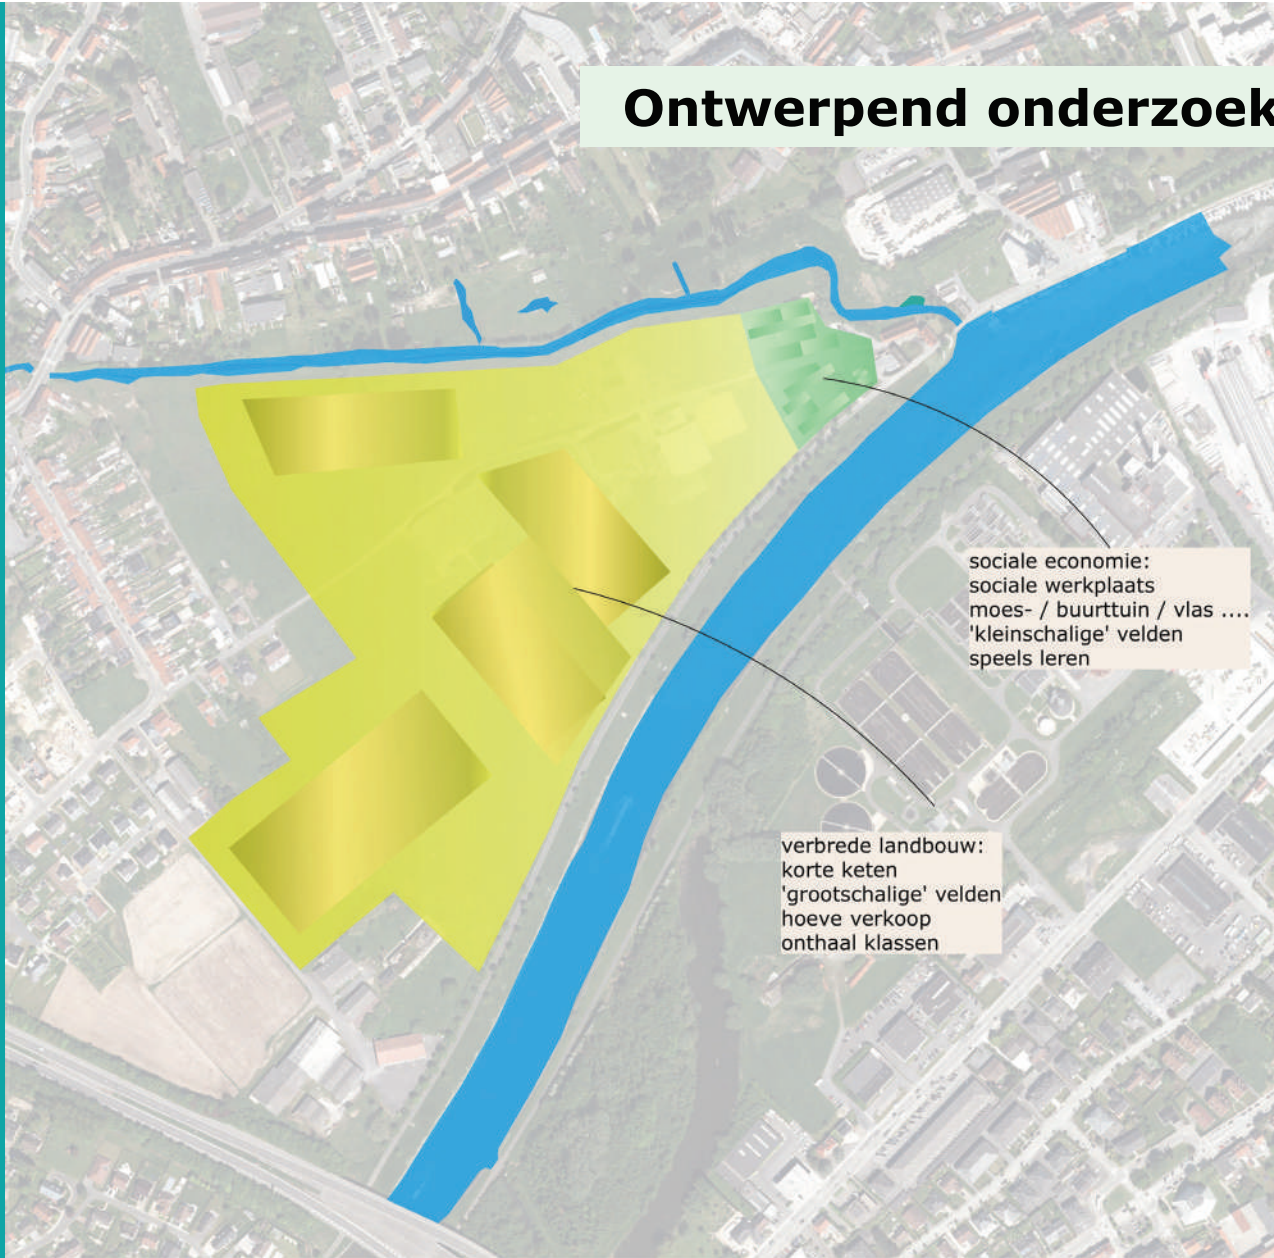 Ontwerpend onderzoek
sociale economie:
sociale werkplaats
moes- / buurttuin / vlas ....
'kleinschalige' velden
speels leren
verbrede landbouw:
korte keten
'grootschalige' velden
hoeve verkoop
onthaal klassen